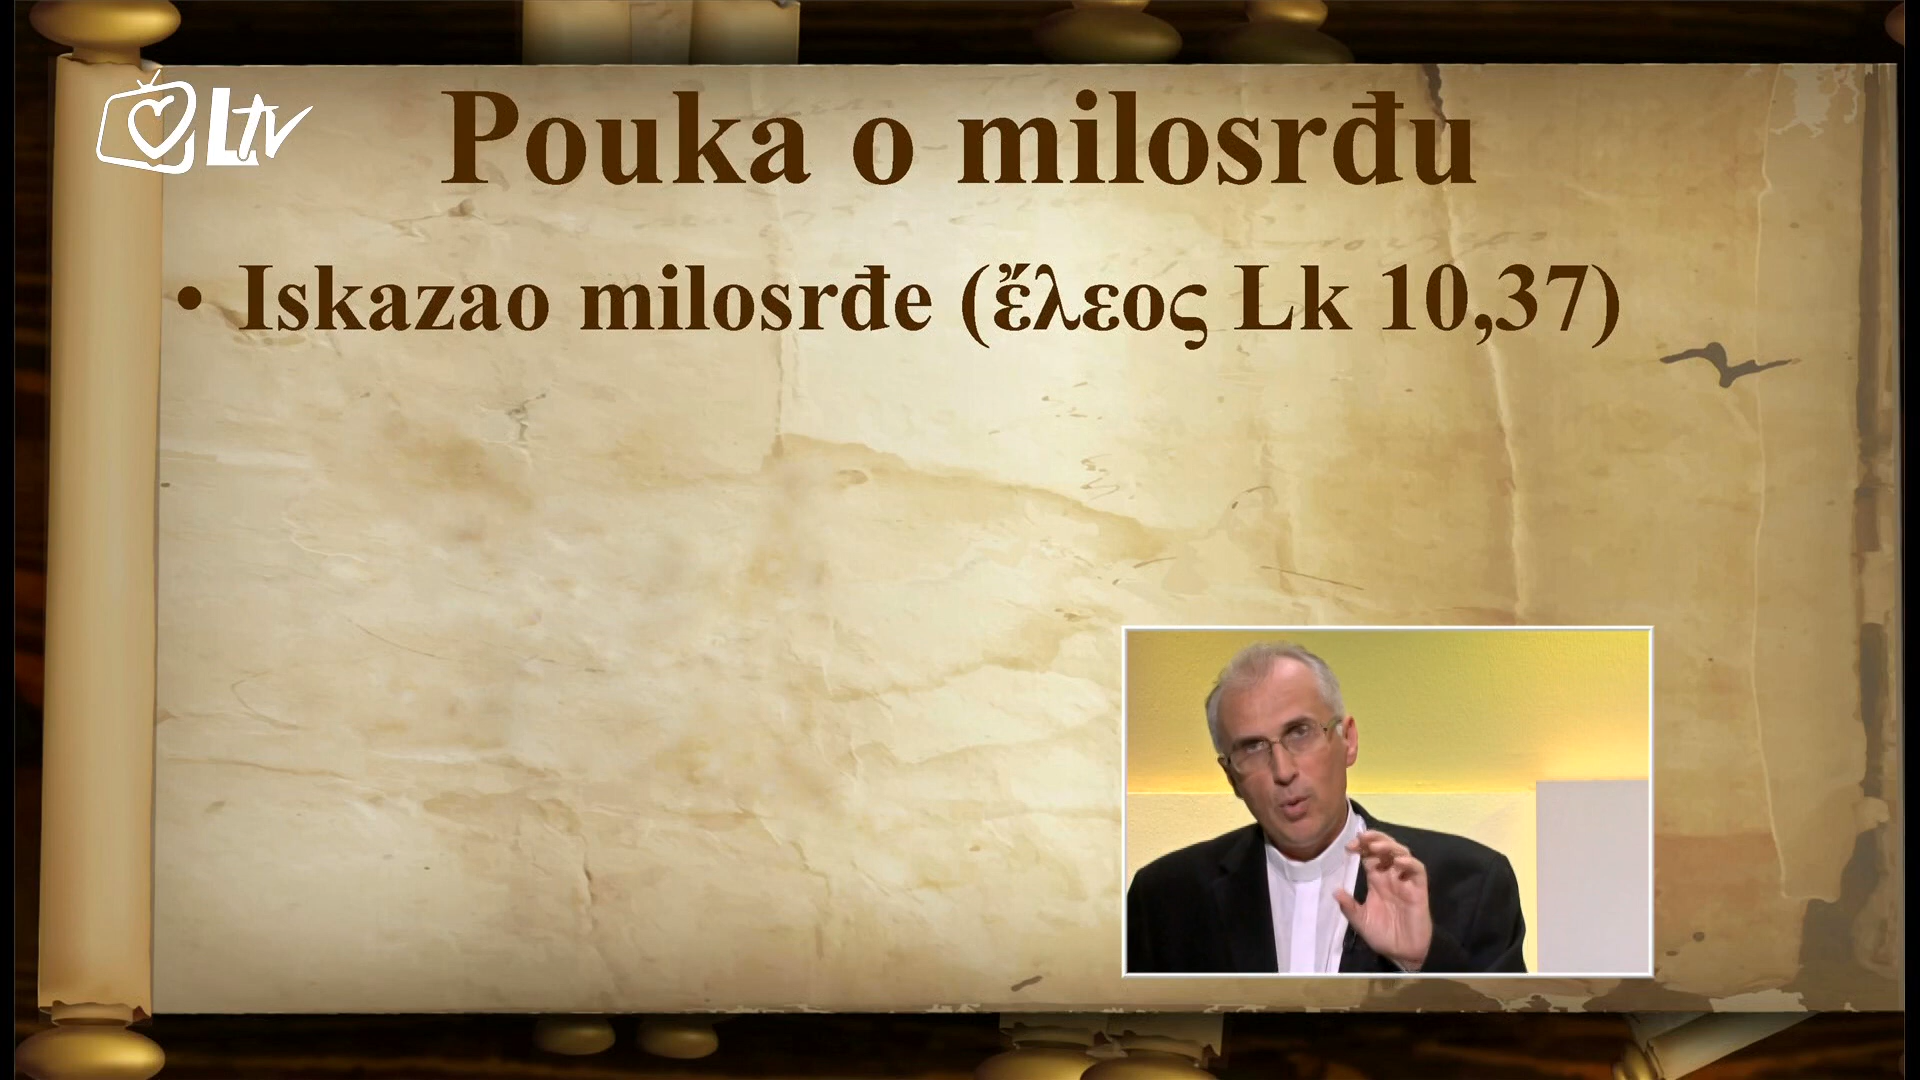 Ltv
Pouka o milosrđu
• Iskazao milosrđe (ἔλεος Lk 10,37)